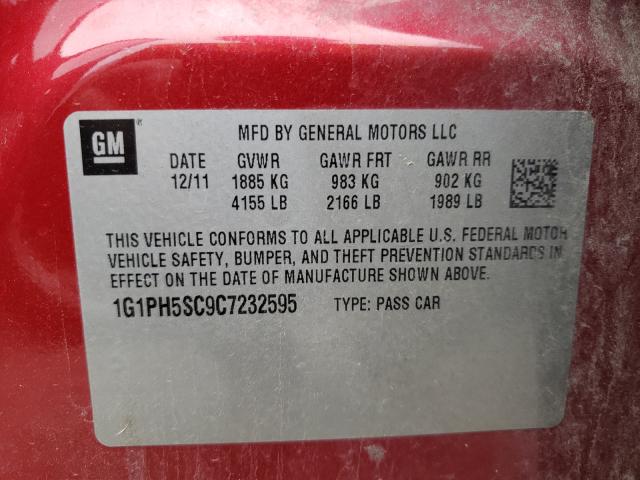 GM
MFD BY GENERAL MOTORS LLC
DATE GVWR GAWR FRT GAWR RR
12/11 1885 KG 983 KG 902 KG
4155 LB 2166 LB 1989 LB
THIS VEHICLE CONFORMS TO ALL APPLICABLE U.S. FEDERAL MOTOR
VEHICLE SAFETY, BUMPER, AND THEFT PREVENTION STANDARDS IN
EFFECT ON THE DATE OF MANUFACTURE SHOWN ABOVE.
1G1PH5SC9C7232595 TYPE: PASS CAR